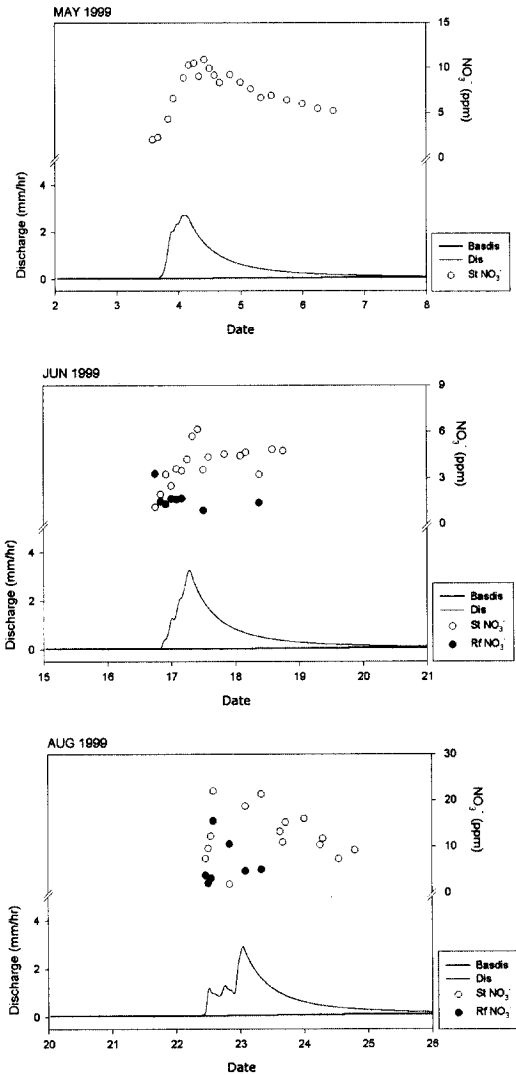 MAY 1999
15
10
5
0
NO3- (ppm)
4
2
0
Discharge (mm/hr)
Basdis
Dis
St NO3-
2 3 4 5 6 7 8
Date
JUN 1999
9
6
3
0
NO3- (ppm)
4
2
0
Discharge (mm/hr)
Basdis
Dis
St NO3-
Rf NO3-
15 16 17 18 19 20 21
Date
AUG 1999
30
20
10
0
NO3- (ppm)
4
2
0
Discharge (mm/hr)
Basdis
Dis
St NO3-
Rf NO3-
20 21 22 23 24 25 26
Date